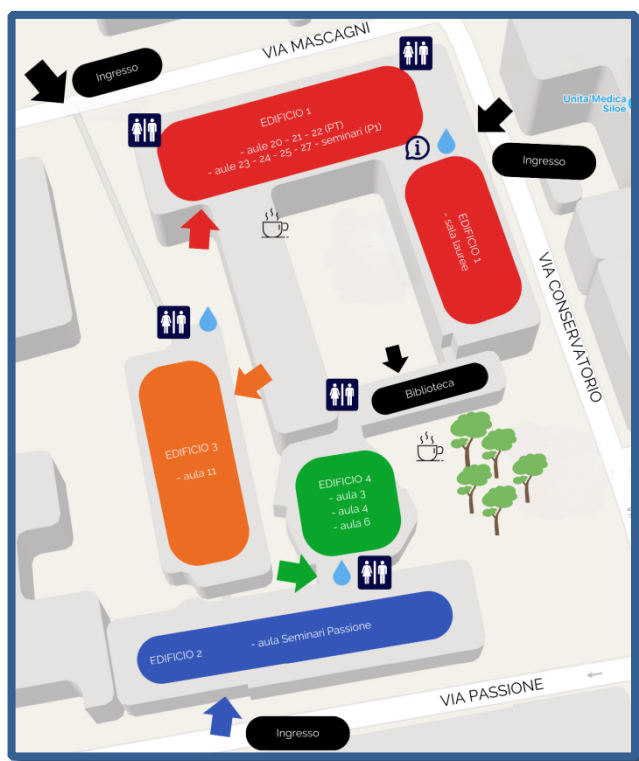 VIA MASCAGNI
Ingresso
Unità Medica
Siloe
EDIFICIO 1
- aule 20 - 21 - 22 (PT)
- aule 23 - 24 - 25 - 27 - seminari (P1)
Ingresso
EDIFICIO 1
- sala lauree
VIA CONSERVATORIO
Biblioteca
EDIFICIO 3
- aula 11
EDIFICIO 4
- aula 3
- aula 4
- aula 6
EDIFICIO 2
- aula Seminari Passione
VIA PASSIONE
Ingresso